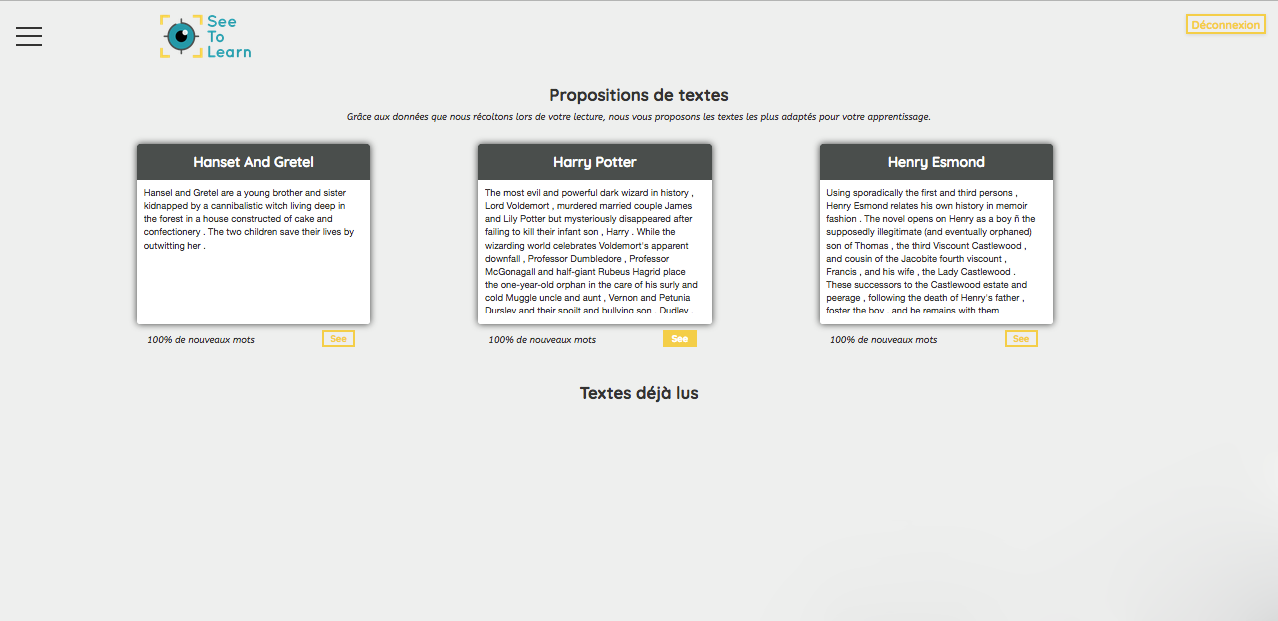 See
To
Learn
Déconnexion
Propositions de textes
Grâce aux données que nous récoltons lors de votre lecture, nous vous proposons les textes les plus adaptés pour votre apprentissage.
Hanset And Gretel
Hansel and Gretel are a young brother and sister
kidnapped by a cannibalistic witch living deep in
the forest in a house constructed of cake and
confectionery . The two children save their lives by
outwitting her .
100% de nouveaux mots
See
Harry Potter
The most evil and powerful dark wizard in history ,
Lord Voldemort , murdered married couple James
and Lily Potter but mysteriously disappeared after
failing to kill their infant son , Harry . While the
wizarding world celebrates Voldemort's apparent
downfall , Professor Dumbledore , Professor
McGonagall and half-giant Rubeus Hagrid place
the one-year-old orphan in the care of his surly and
cold Muggle uncle and aunt , Vernon and Petunia
Dursley and their spoilt and bullying son , Dudley
100% de nouveaux mots
See
Henry Esmond
Using sporadically the first and third persons ,
Henry Esmond relates his own history in memoir
fashion . The novel opens on Henry as a boy ñ the
supposedly illegitimate (and eventually orphaned)
son of Thomas , the third Viscount Castlewood ,
and cousin of the Jacobite fourth viscount ,
Francis , and his wife , the Lady Castlewood .
These successors to the Castlewood estate and
peerage , following the death of Henry's father ,
foster the boy , and he remains with them
100% de nouveaux mots
See
Textes déjà lus